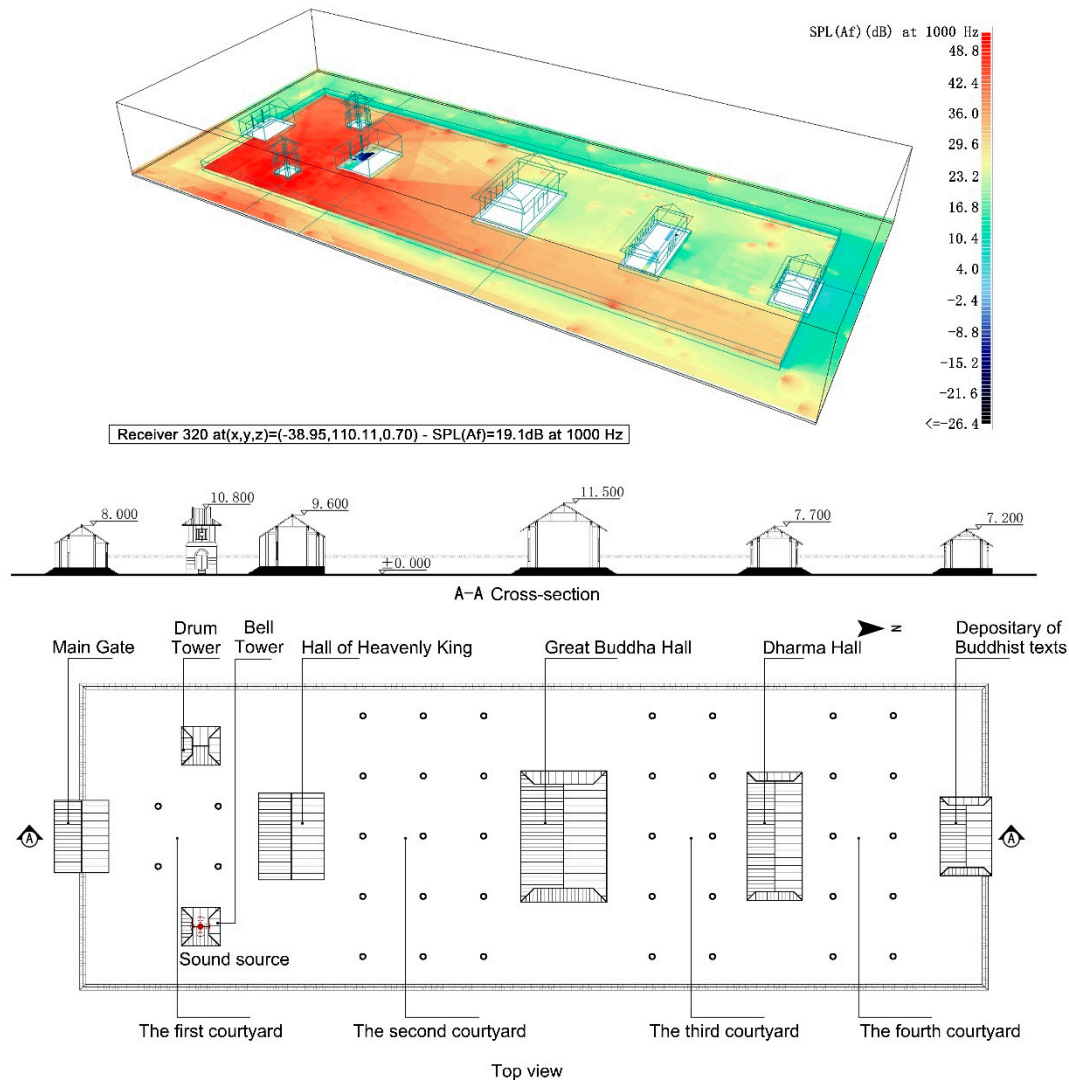 SPL(Af)(dB) at 1000 Hz
48.8
42.4
36.0
29.6
23.2
16.8
10.4
4.0
-2.4
-8.8
-15.2
-21.6
<=-26.4
Receiver 320 at(x,y,z)=(-38.95,110.11,0.70) - SPL(Af)=19.1dB at 1000 Hz
8.000
10.800
9.600
±0.000
11.500
7.700
7.200
A-A Cross-section
N
Main Gate
Drum
Tower
Bell
Tower
Hall of Heavenly King
Great Buddha Hall
Dharma Hall
Depositary of
Buddhist texts
A
A
Sound source
The first courtyard
The second courtyard
The third courtyard
The fourth courtyard
Top view